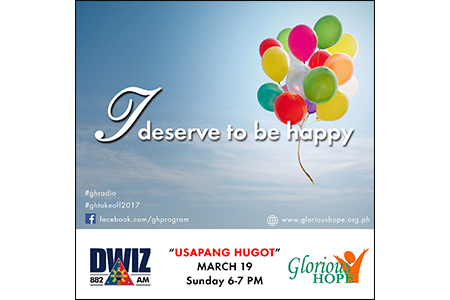 I deserve to be happy
#ghradio
#ghtakeoff2017
facebook.com/ghprogram
www.glorioushope.org.ph
DWIZ
882 AM
"USAPANG HUGOT"
MARCH 19
Sunday 6-7 PM
Glorious
HOPE